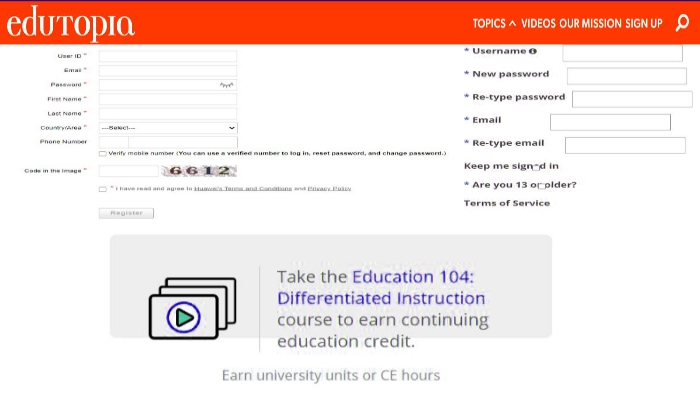 edutopia
TOPICS ^ VIDEOS OUR MISSION SIGN UP
User ID *
Email *
Password *
First Name *
Last Name *
Country/Area * ---Select---
Phone Number
Verify mobile number (You can use a verified number to log in, reset password, and change password.)
Code in the Image * 6612
* I have read and agree to Huawei's Terms and Conditions and Privacy Policy
Register
* Username
* New password
* Re-type password
* Email
* Re-type email
Keep me signed in
* Are you 13 or older?
Terms of Service
Take the Education 104:
Differentiated Instruction
course to earn continuing
education credit.
Earn university units or CE hours